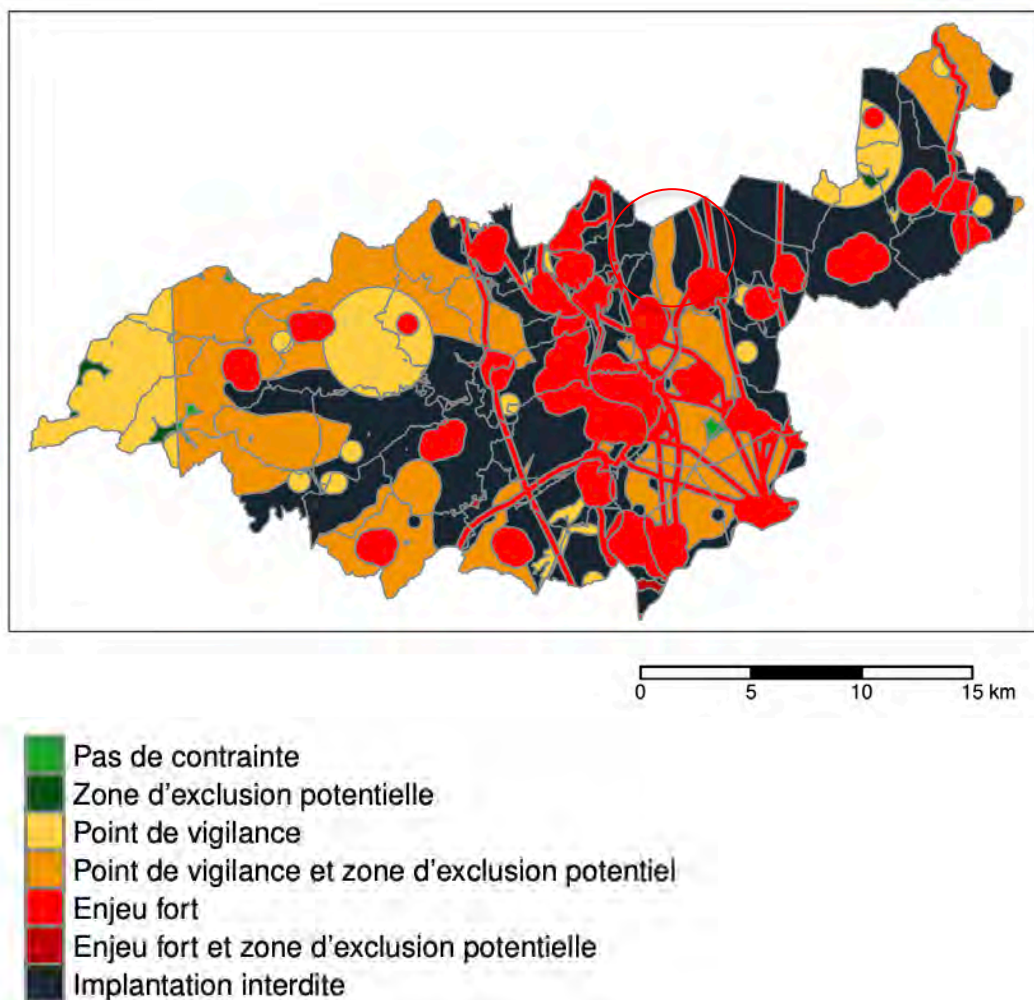 0 5 10 15 km
Pas de contrainte
Zone d'exclusion potentielle
Point de vigilance
Point de vigilance et zone d'exclusion potentiel
Enjeu fort
Enjeu fort et zone d'exclusion potentielle
Implantation interdite